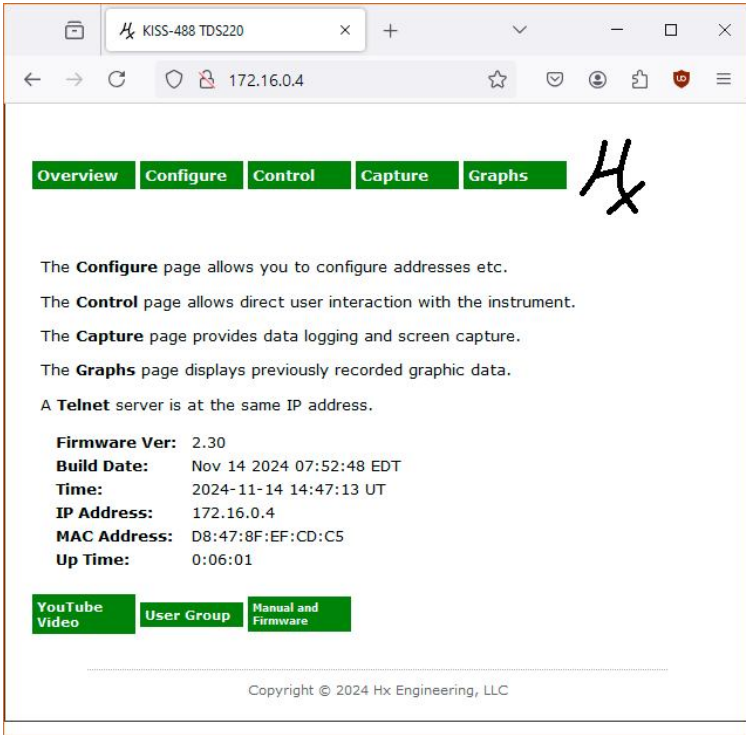 Hx KISS-488 TDS220
172.16.0.4
Overview Configure Control Capture Graphs Hx
The Configure page allows you to configure addresses etc.
The Control page allows direct user interaction with the instrument.
The Capture page provides data logging and screen capture.
The Graphs page displays previously recorded graphic data.
A Telnet server is at the same IP address.
Firmware Ver: 2.30
Build Date: Nov 14 2024 07:52:48 EDT
Time: 2024-11-14 14:47:13 UT
IP Address: 172.16.0.4
MAC Address: D8:47:8F:EF:CD:C5
Up Time: 0:06:01
YouTube
Video
User Group
Manual and
Firmware
Copyright © 2024 Hx Engineering, LLC